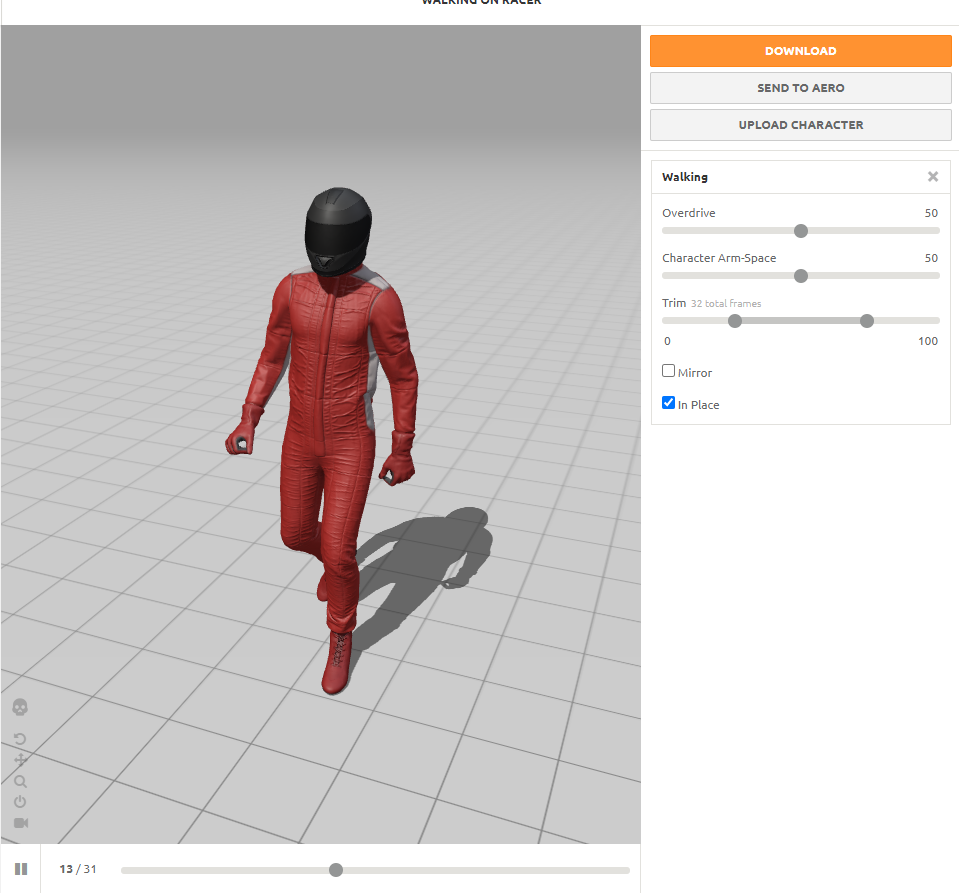 WALKING ON RACER
DOWNLOAD
SEND TO AERO
UPLOAD CHARACTER
Walking
Overdrive 50
Character Arm-Space 50
Trim 32 total frames
0 100
Mirror
In Place
13 / 31